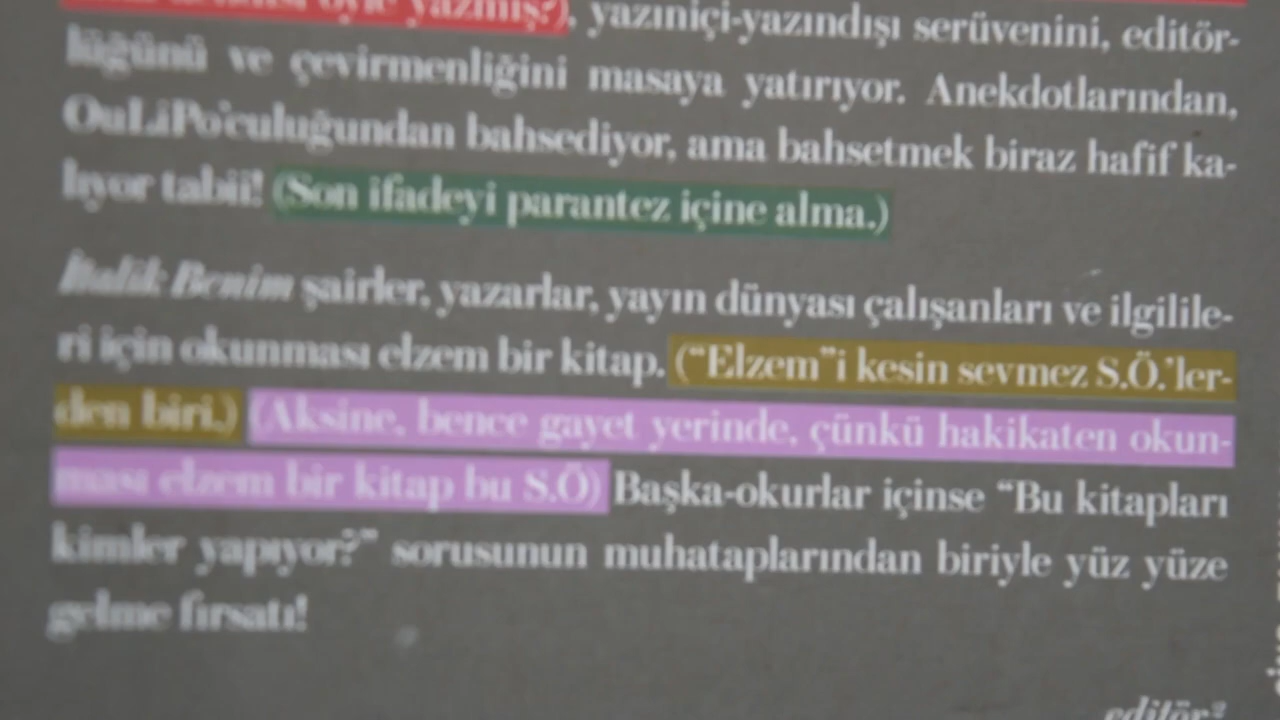 öyle yazmış?), yazıniçi-yazındışı serüvenini, editör-
lüğünü ve çevirmenliğini masaya yatırıyor. Anekdotlarından,
OuLiPo'culuğundan bahsediyor, ama bahsetmek biraz hafif ka-
lıyor tabii! (Son ifadeyi parantez içine alma.)
İtalik Benim şairler, yazarlar, yayın dünyası çalışanları ve ilgilile-
ri için okunması elzem bir kitap. (“Elzem”i kesin sevmez S.Ö.’ler-
den biri.) (Aksine, bence gayet yerinde, çünkü hakikaten okun-
ması elzem bir kitap bu S.Ö) Başka-okurlar içinse “Bu kitapları
kimler yapıyor?” sorusunun muhataplarından biriyle yüz yüze
gelme fırsatı!